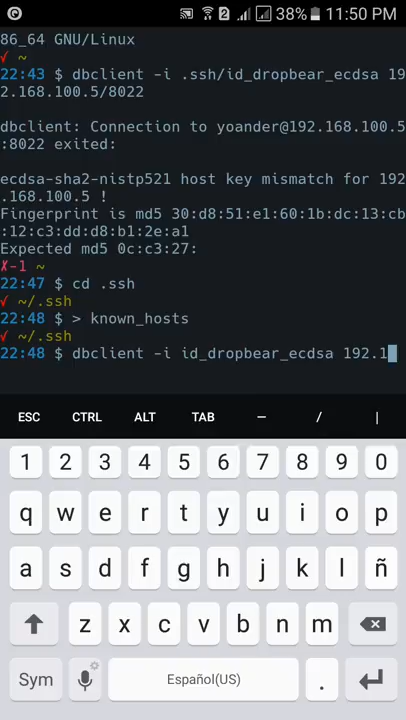 2 38% 11:50 PM
86_64 GNU/Linux
✓ ~
22:43 $ dbclient -i .ssh/id_dropbear_ecdsa 19
2.168.100.5/8022
dbclient: Connection to yoander@192.168.100.5
:8022 exited:
ecdsa-sha2-nistp521 host key mismatch for 192
.168.100.5 !
Fingerprint is md5 30:d8:51:e1:60:1b:dc:13:cb
:12:c3:dd:d8:b1:2e:a1
Expected md5 0c:c3:27:
✗-1 ~
22:47 $ cd .ssh
✓ ~/.ssh
22:48 $ > known_hosts
✓ ~/.ssh
22:48 $ dbclient -i id_dropbear_ecdsa 192.1
ESC CTRL ALT TAB — / |
1 2 3 4 5 6 7 8 9 0
q w e r t y u i o p
a s d f g h j k l ñ
z x c v b n m
Sym Español(US) .